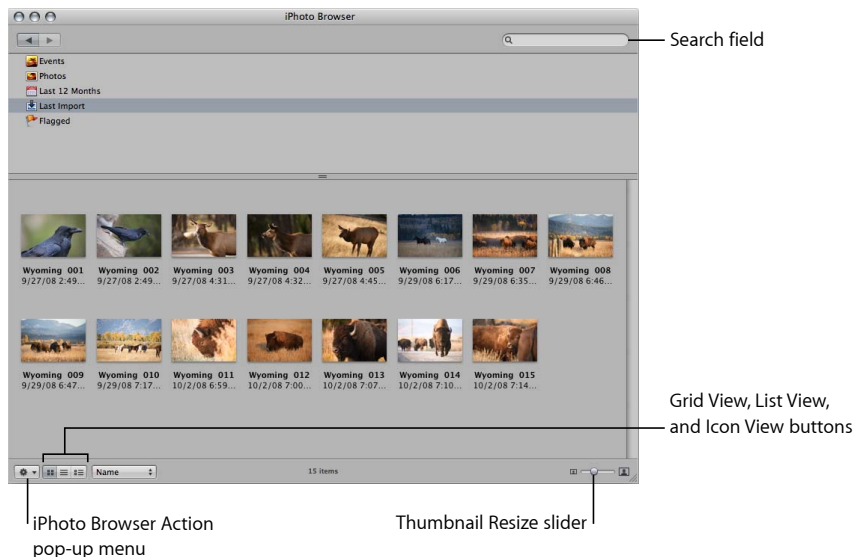 iPhoto Browser
Search field
Events
Photos
Last 12 Months
Last Import
Flagged
Wyoming 001 Wyoming 002 Wyoming 003 Wyoming 004 Wyoming 005 Wyoming 006 Wyoming 007 Wyoming 008
9/27/08 2:49... 9/27/08 2:49... 9/27/08 4:31... 9/27/08 4:32... 9/27/08 4:45... 9/29/08 6:17... 9/29/08 6:35... 9/29/08 6:46...
Wyoming 009 Wyoming 010 Wyoming 011 Wyoming 012 Wyoming 013 Wyoming 014 Wyoming 015
9/29/08 6:47... 9/29/08 7:17... 10/2/08 6:59... 10/2/08 7:00... 10/2/08 7:07... 10/2/08 7:10... 10/2/08 7:14...
Grid View, List View,
and Icon View buttons
Name
15 items
iPhoto Browser Action
pop-up menu
Thumbnail Resize slider